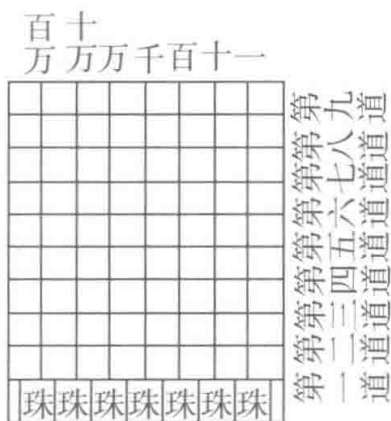 百万 十万 万 千 百 十 一
第九道
第八道
第七道
第六道
第五道
第四道
第三道
第二道
第一道
珠 珠 珠 珠 珠 珠 珠